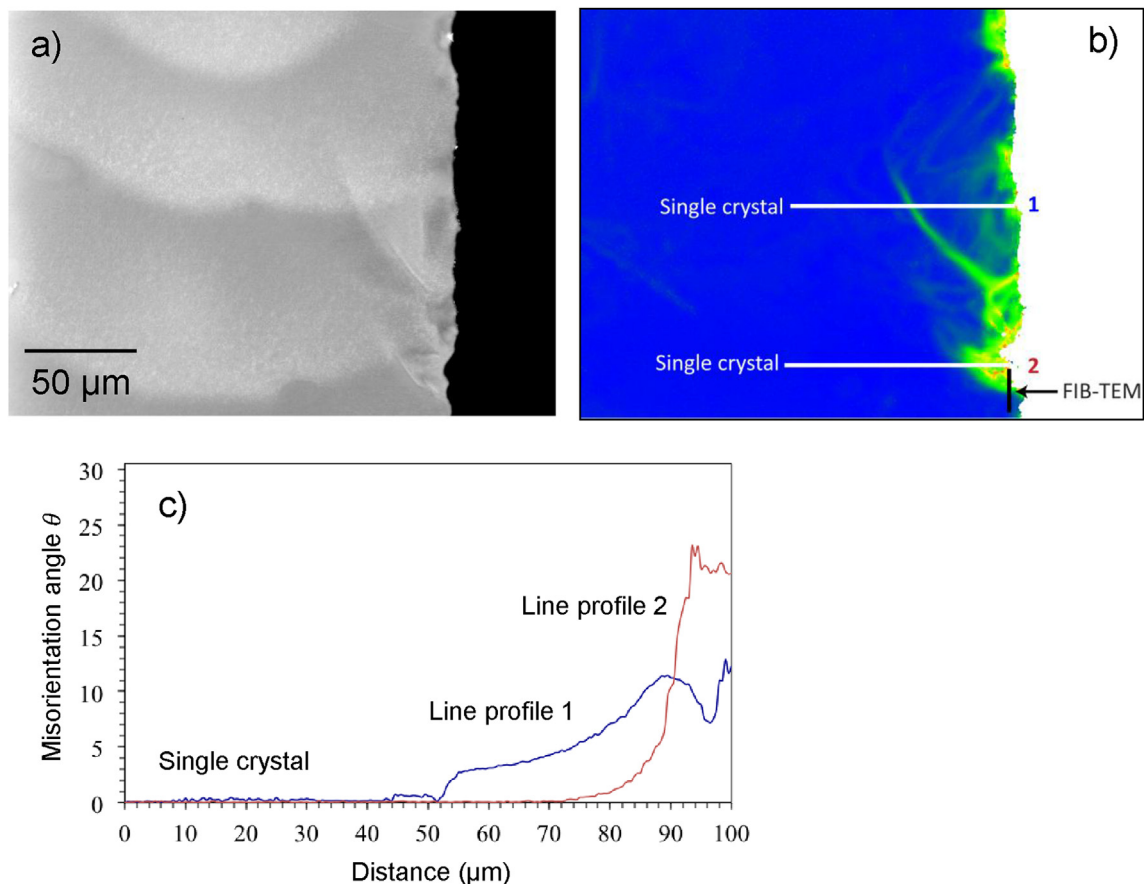 a)
50 µm
b)
Single crystal
1
Single crystal
2
FIB-TEM
c)
Misorientation angle θ
30
25
20
15
10
5
0
Line profile 2
Line profile 1
Single crystal
0 10 20 30 40 50 60 70 80 90 100
Distance (µm)